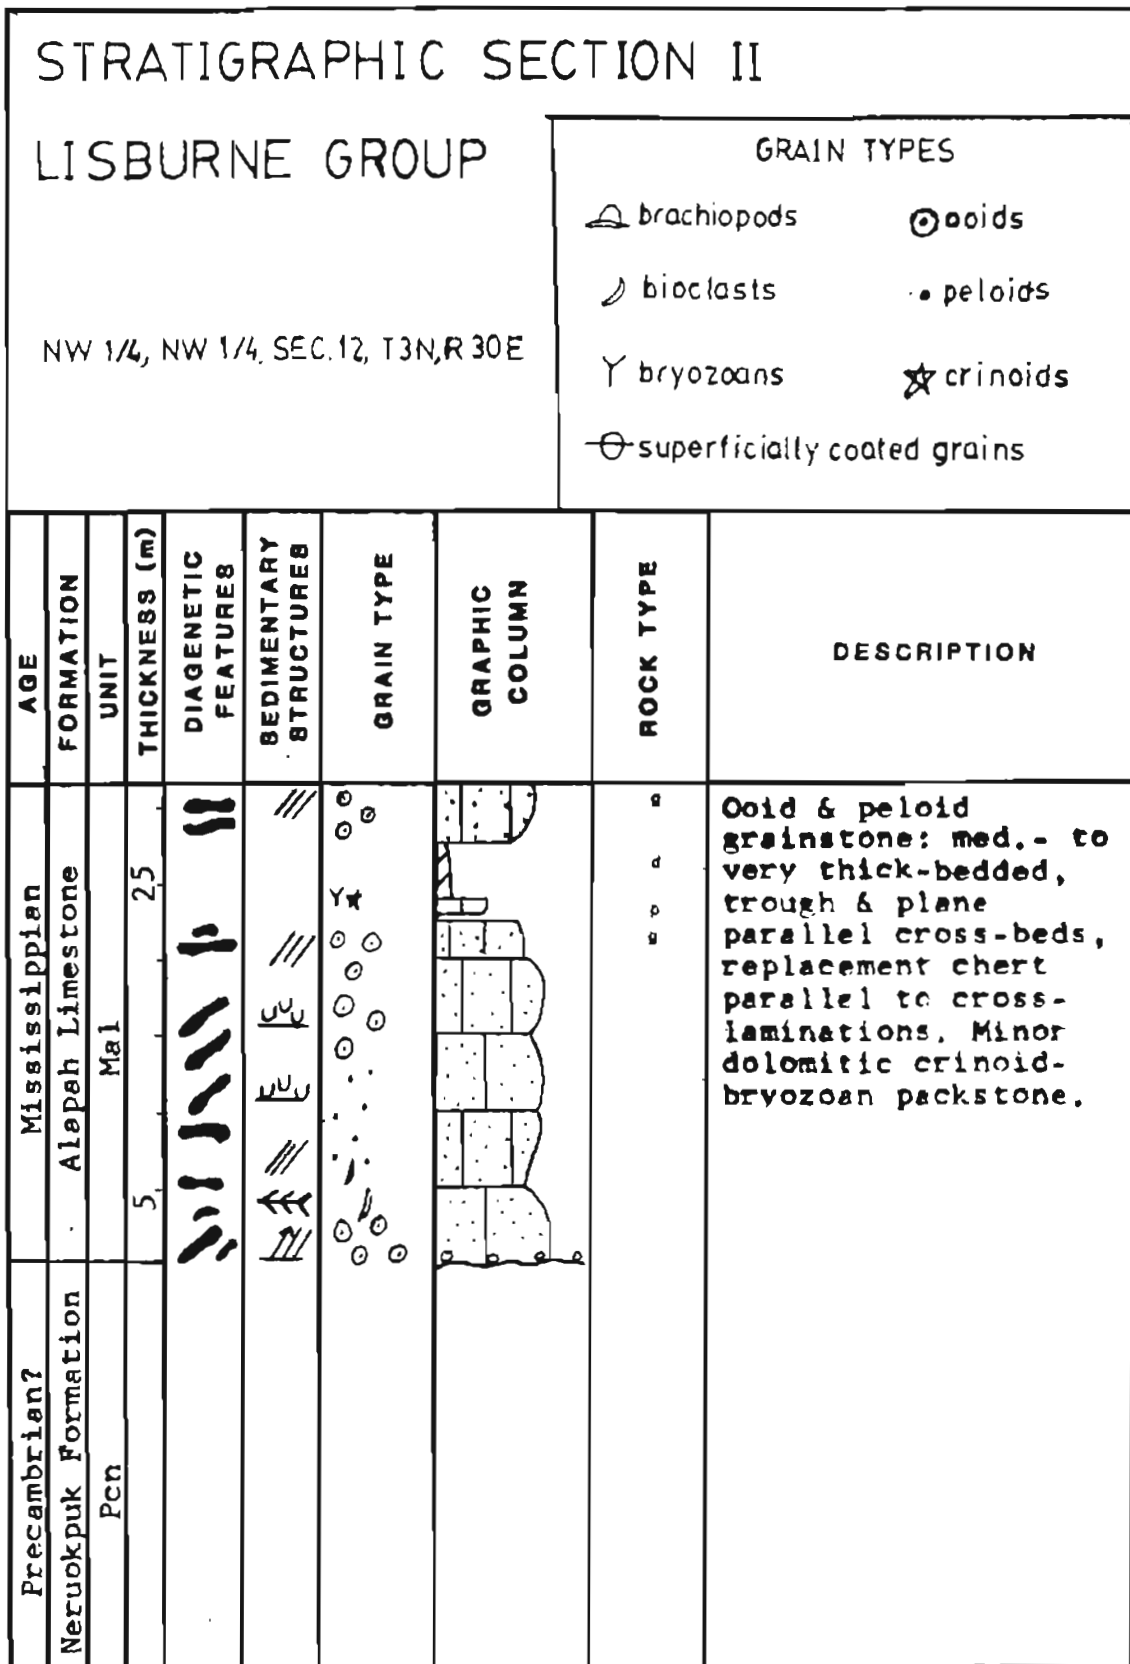 STRATIGRAPHIC SECTION II
LISBURNE GROUP
NW 1/4, NW 1/4, SEC.12, T3N,R 30E
GRAIN TYPES
brachiopods
ooids
bioclasts
peloids
bryozoans
crinoids
superficially coated grains
AGE
FORMATION
UNIT
THICKNESS (m)
DIAGENETIC
FEATURES
SEDIMENTARY
STRUCTURES
GRAIN TYPE
GRAPHIC
COLUMN
ROCK TYPE
DESCRIPTION
Mississippian
Alapah Limestone
Mal
25
5
g
d
p
g
Ooid & peloid
grainstone: med.- to
very thick-bedded,
trough & plane
parallel cross-beds,
replacement chert
parallel to cross-
laminations. Minor
dolomitic crinoid-
bryozoan packstone.
Precambrian?
Neruokpuk Formation
Pcn